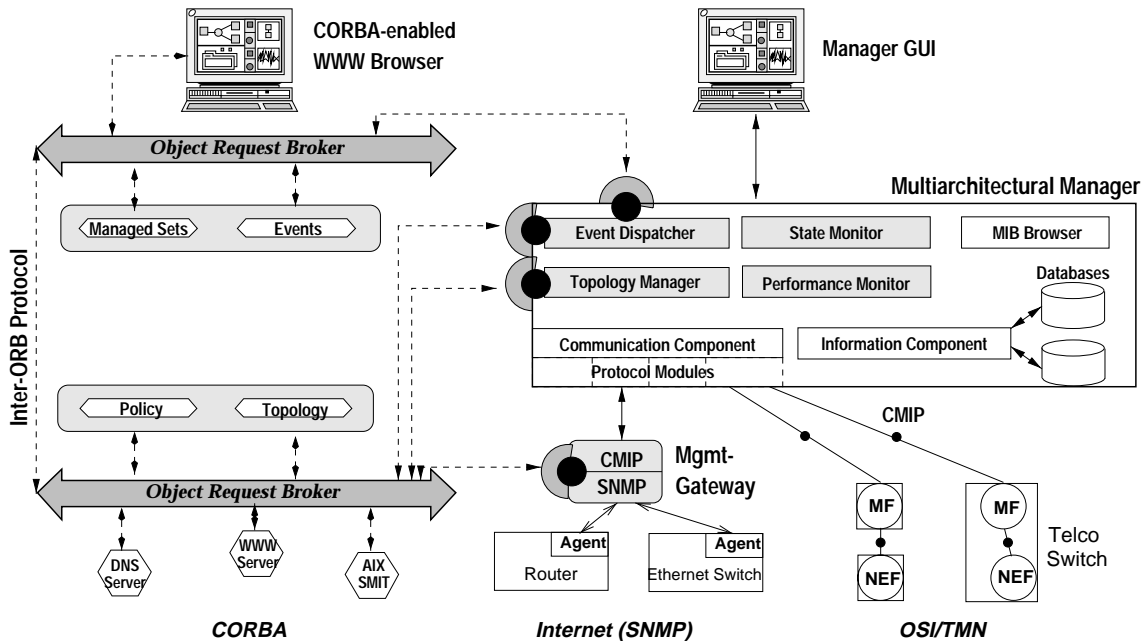 CORBA-enabled
WWW Browser
Manager GUI
Object Request Broker
Multiarchitectural Manager
Managed Sets
Events
Event Dispatcher
State Monitor
MIB Browser
Topology Manager
Performance Monitor
Databases
Inter-ORB Protocol
Communication Component
Information Component
Protocol Modules
Policy
Topology
CMIP
CMIP
SNMP
Mgmt-
Gateway
Object Request Broker
MF
MF
Telco
Switch
NEF
NEF
DNS
Server
WWW
Server
AIX
SMIT
Agent
Router
Agent
Ethernet Switch
CORBA
Internet (SNMP)
OSI/TMN